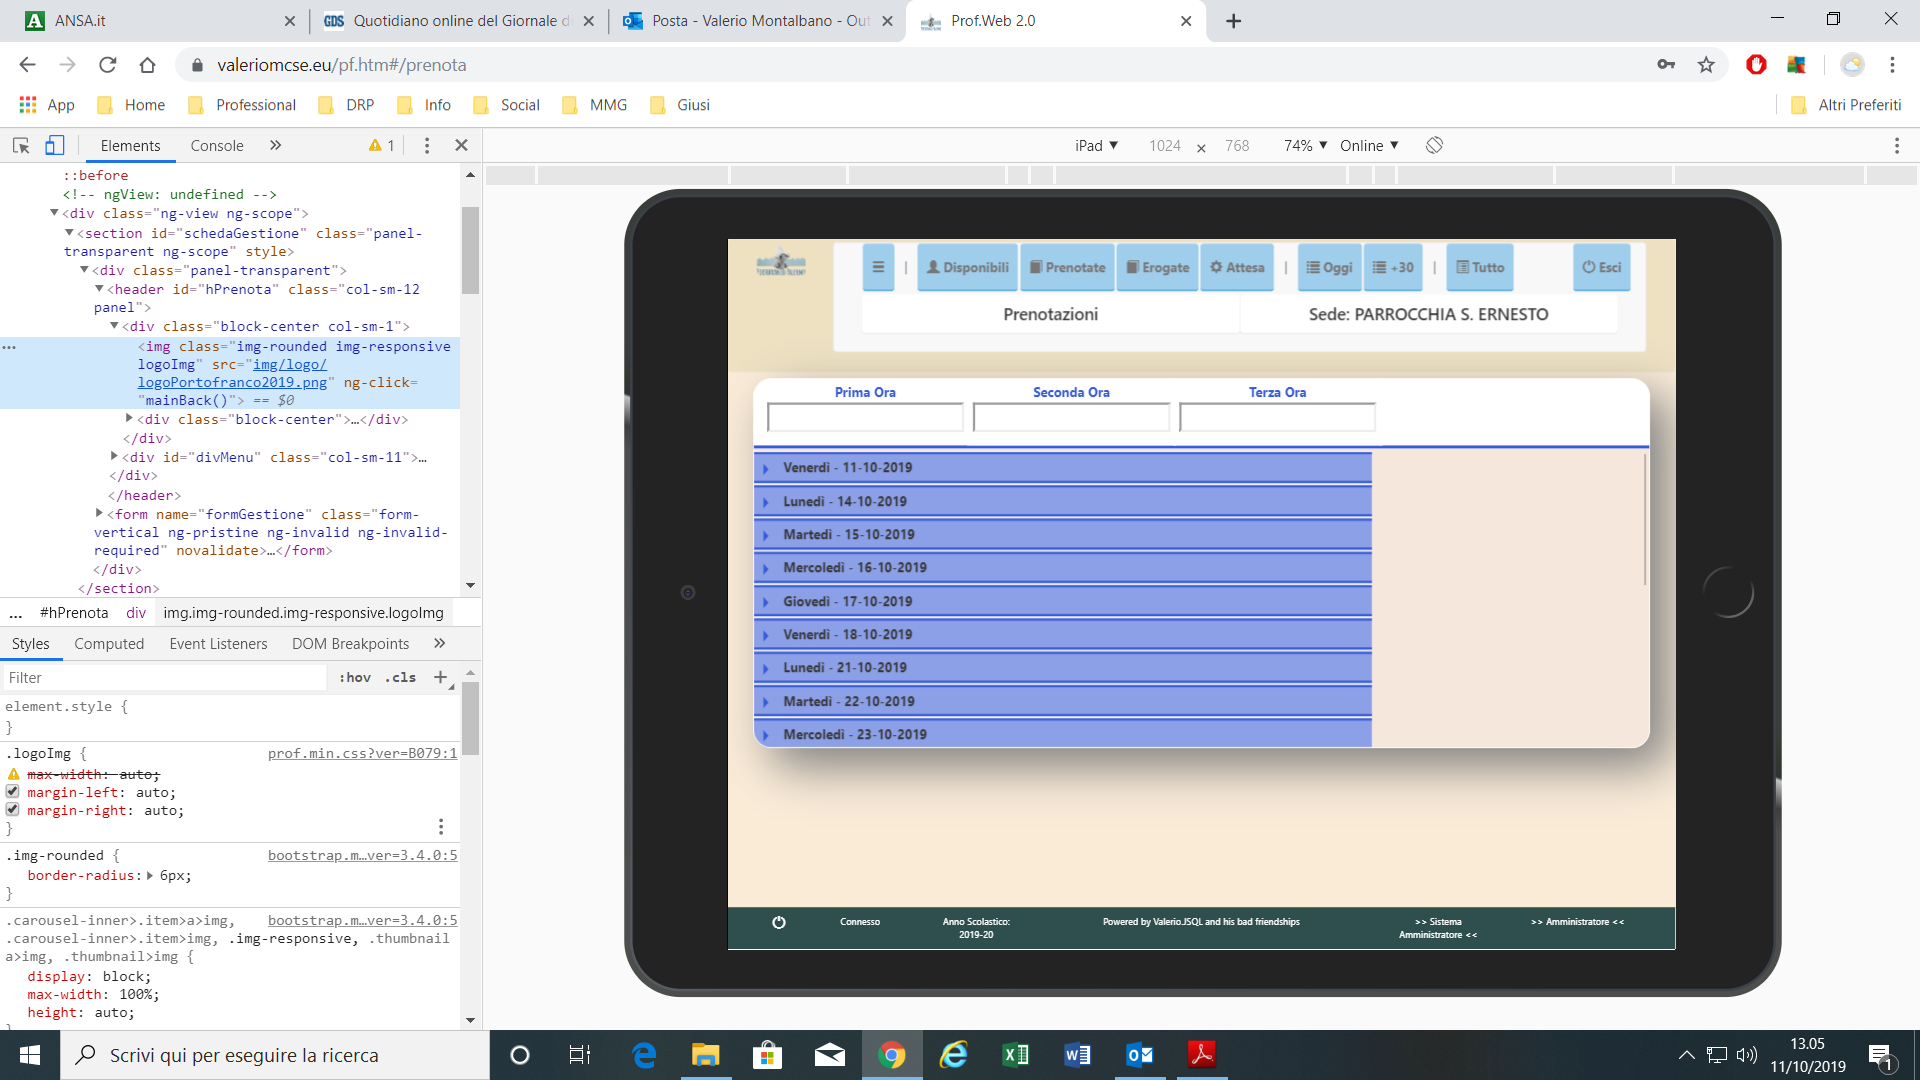 ANSA.it
Quotidiano online del Giornale d
Posta - Valerio Montalbano - Out
Prof.Web 2.0
valeriomcse.eu/pf.htm#/prenota
App
Home
Professional
DRP
Info
Social
MMG
Giusi
Altri Preferiti
Elements
Console
»
1
iPad
1024
x
768
74%
Online
::before
<!-- ngView: undefined -->
<div class="ng-view ng-scope">
<section id="schedaGestione" class="panel-
transparent ng-scope" style>
<div class="panel-transparent">
<header id="hPrenota" class="col-sm-12
panel">
<div class="block-center col-sm-1">
<img class="img-rounded img-responsive
logoImg" src="img/logo/
logoPortofranco2019.png" ng-click=
"mainBack()"> == $0
<div class="block-center">…</div>
</div>
<div id="divMenu" class="col-sm-11">…
</div>
</header>
<form name="formGestione" class="form-
vertical ng-pristine ng-invalid ng-invalid-
required" novalidate>…</form>
</div>
</section>
... #hPrenota div img.img-rounded.img-responsive.logoImg
Styles Computed Event Listeners DOM Breakpoints »
Filter :hov .cls +
element.style {
}
.logoImg { prof.min.css?ver=B079:1
max-width: auto;
margin-left: auto;
margin-right: auto;
}
.img-rounded { bootstrap.m…ver=3.4.0:5
border-radius: 6px;
}
.carousel-inner>.item>a>img, bootstrap.m…ver=3.4.0:5
.carousel-inner>.item>img, .img-responsive, .thumbnail
a>img, .thumbnail>img {
display: block;
max-width: 100%;
height: auto;
Disponibili
Prenotate
Erogate
Attesa
Oggi
+30
Tutto
Esci
Prenotazioni
Sede: PARROCCHIA S. ERNESTO
Prima Ora
Seconda Ora
Terza Ora
Venerdì - 11-10-2019
Lunedì - 14-10-2019
Martedì - 15-10-2019
Mercoledì - 16-10-2019
Giovedì - 17-10-2019
Venerdì - 18-10-2019
Lunedì - 21-10-2019
Martedì - 22-10-2019
Mercoledì - 23-10-2019
Connesso
Anno Scolastico:
2019-20
Powered by Valerio.JSQL and his bad friendships
>> Sistema
Amministratore <<
>> Amministratore <<
Scrivi qui per eseguire la ricerca
13.05
11/10/2019
1